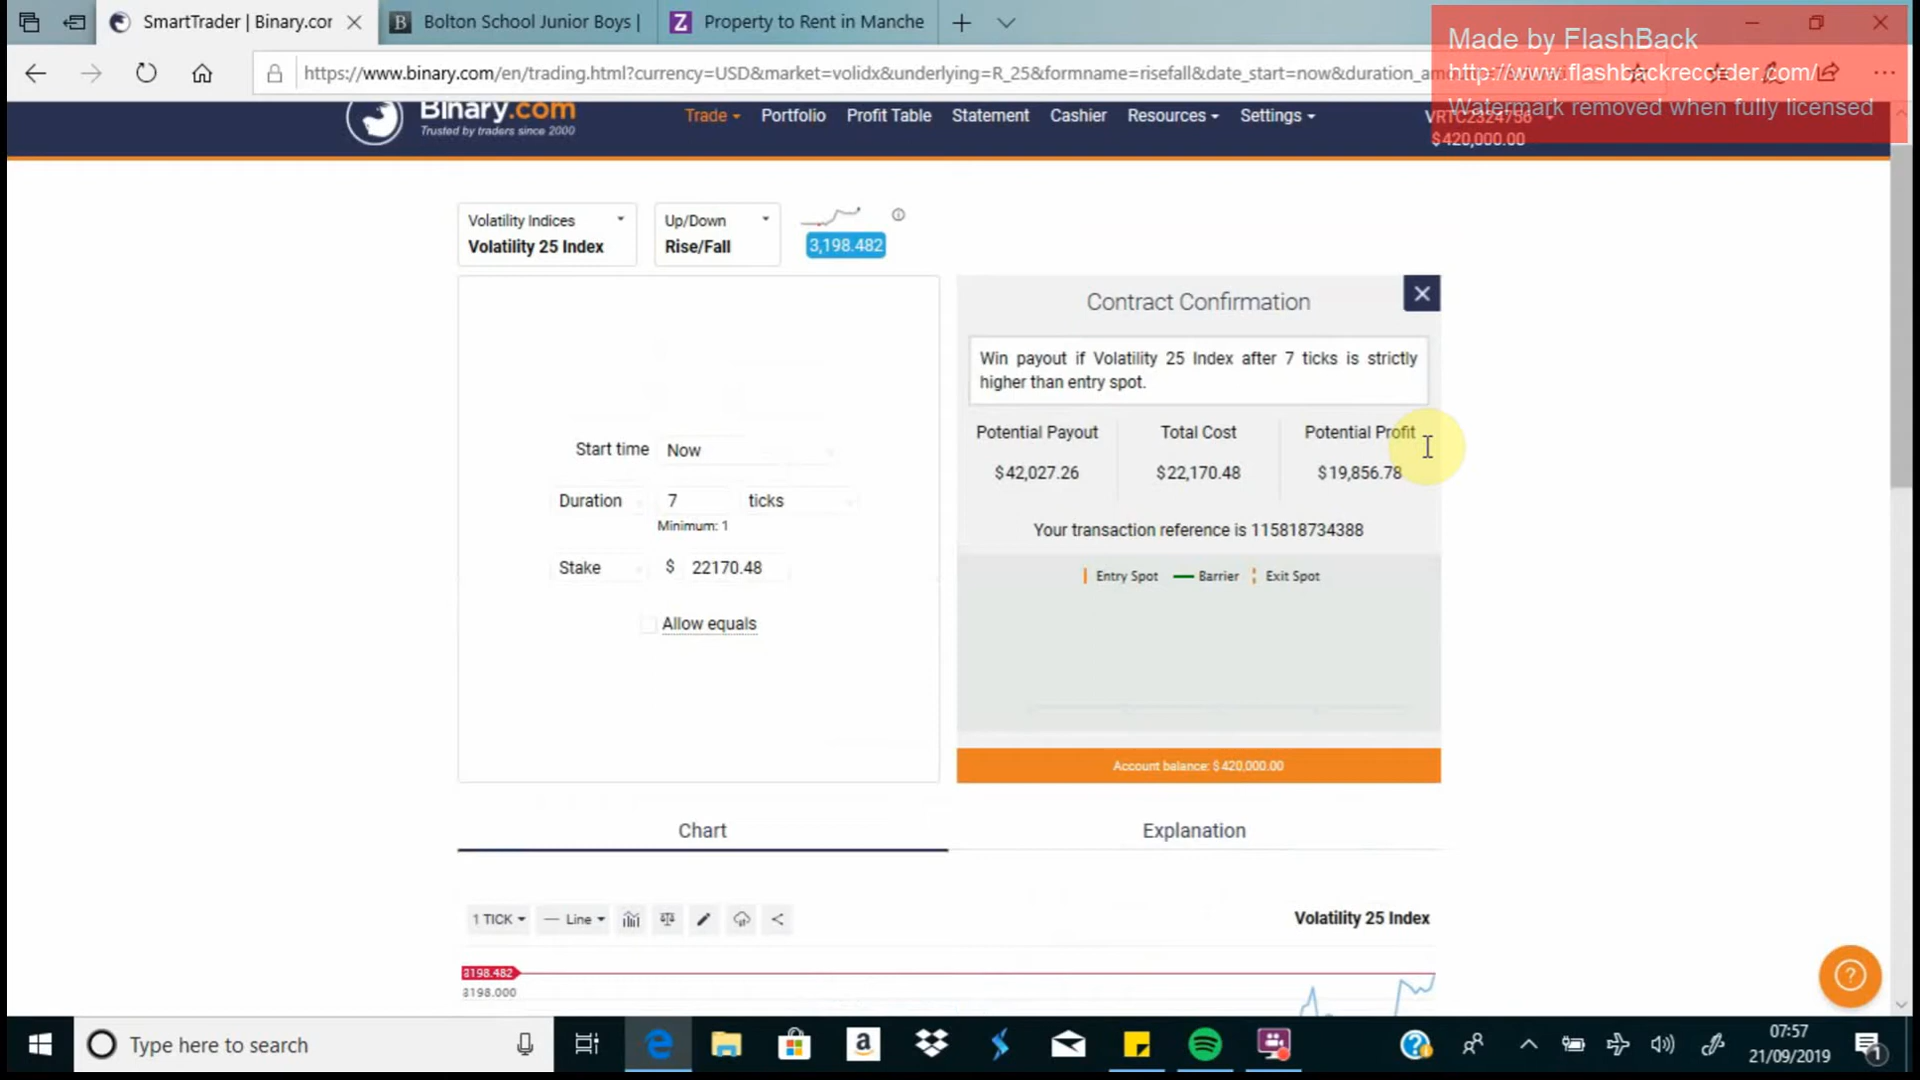 SmartTrader | Binary.cor
Bolton School Junior Boys |
Property to Rent in Manche
Made by FlashBack
http://www.flashbackrecorder.com/
Watermark removed when fully licensed
https://www.binary.com/en/trading.html?currency=USD&market=volidx&underlying=R_25&formname=risefall&date_start=now&duration_amo
Binary.com
Trusted by traders since 2000
Trade
Portfolio
Profit Table
Statement
Cashier
Resources
Settings
VRTC2324756
$420,000.00
Volatility Indices
Volatility 25 Index
Up/Down
Rise/Fall
3,198.482
Contract Confirmation
Win payout if Volatility 25 Index after 7 ticks is strictly
higher than entry spot.
Potential Payout
Total Cost
Potential Profit
$42,027.26
$22,170.48
$19,856.78
Your transaction reference is 115818734388
Entry Spot
Barrier
Exit Spot
Account balance: $420,000.00
Start time
Now
Duration
7
ticks
Minimum: 1
Stake
$
22170.48
Allow equals
Chart
Explanation
1 TICK
Line
Volatility 25 Index
3198.482
3198.000
Type here to search
07:57
21/09/2019
1